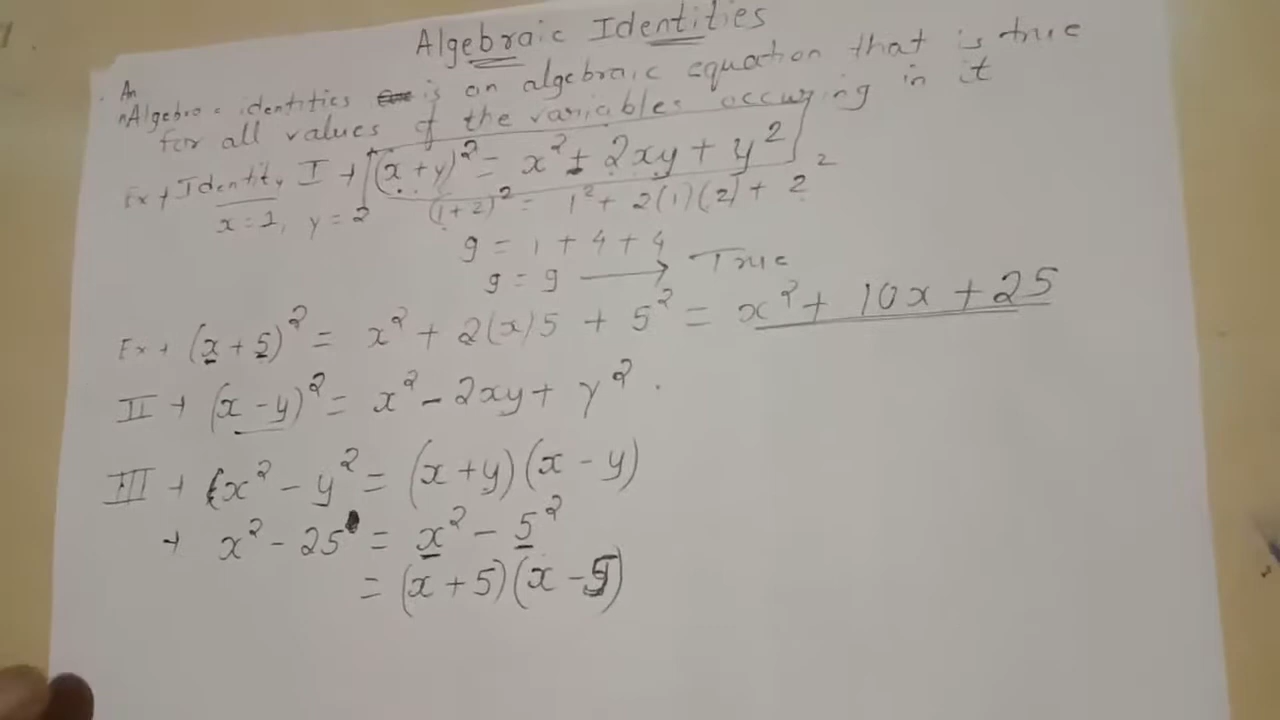 Algebraic Identities
An
Algebraic identities is an algebraic equation that is true
for all values of the variables occurring in it
Ex → Identity I → (x + y)² = x² + 2xy + y²
x = 1, y = 2 (1 + 2)² = 1² + 2(1)(2) + 2²
9 = 1 + 4 + 4
9 = 9 ⟶ True
Ex → (x + 5)² = x² + 2(x)5 + 5² = x² + 10x + 25
II → (x - y)² = x² - 2xy + y².
III → x² - y² = (x + y)(x - y)
→ x² - 25 = x² - 5²
= (x + 5)(x - 5)